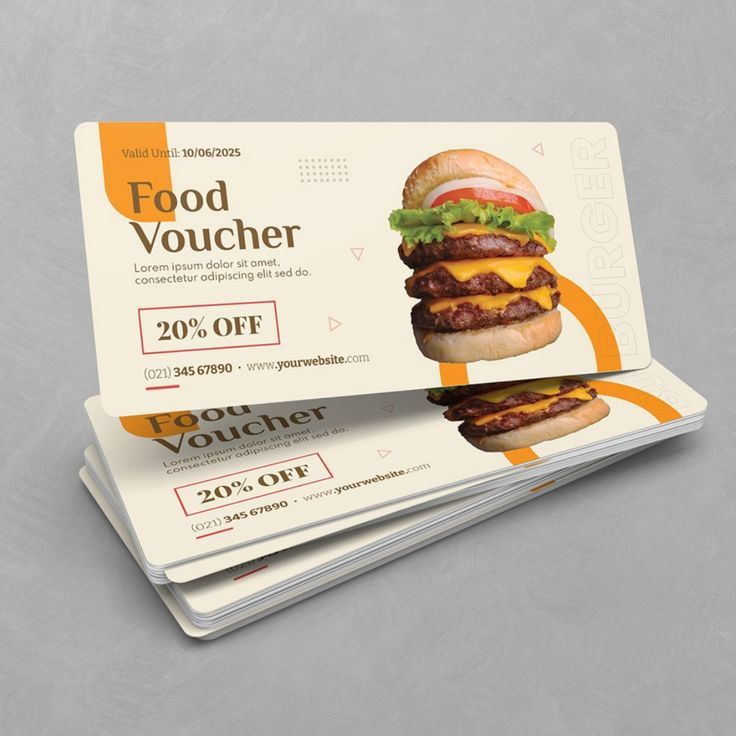 Valid Until: 10/06/2025
Food
Voucher
Lorem ipsum dolor sit amet,
consectetur adipiscing elit sed do.
20% OFF
(021) 345 67890 • www.yourwebsite.com
BURGER
Food
Voucher
Lorem ipsum dolor sit amet,
consectetur adipiscing elit sed do.
20% OFF
(021) 345 67890 • www.yourwebsite.com